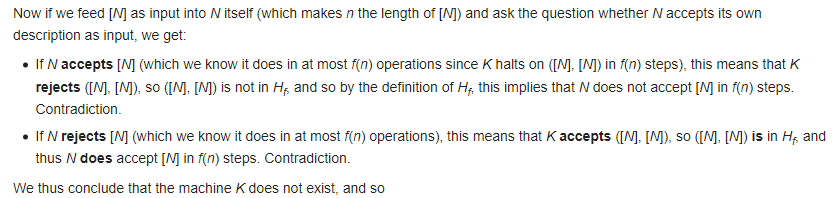 Now if we feed [N] as input into N itself (which makes n the length of [N]) and ask the question whether N accepts its own
description as input, we get:
• If N accepts [N] (which we know it does in at most f(n) operations since K halts on ([N], [N]) in f(n) steps), this means that K
rejects ([N], [N]), so ([N], [N]) is not in Hf, and so by the definition of Hf, this implies that N does not accept [N] in f(n) steps.
Contradiction.
• If N rejects [N] (which we know it does in at most f(n) operations), this means that K accepts ([N], [N]), so ([N], [N]) is in Hf, and
thus N does accept [N] in f(n) steps. Contradiction.
We thus conclude that the machine K does not exist, and so